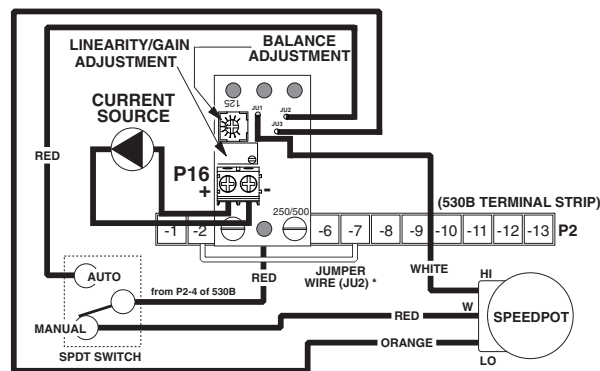 LINEARITY/GAIN
ADJUSTMENT
BALANCE
ADJUSTMENT
125
JU1
JU2
JU3
CURRENT
SOURCE
RED
P16
+
-
250/500
(530B TERMINAL STRIP)
-1
-2
-6
-7
-8
-9
-10
-11
-12
-13
P2
RED
JUMPER
WIRE (JU2) *
WHITE
HI
AUTO
from P2-4 of 530B
MANUAL
RED
W
SPEEDPOT
ORANGE
LO
SPDT SWITCH